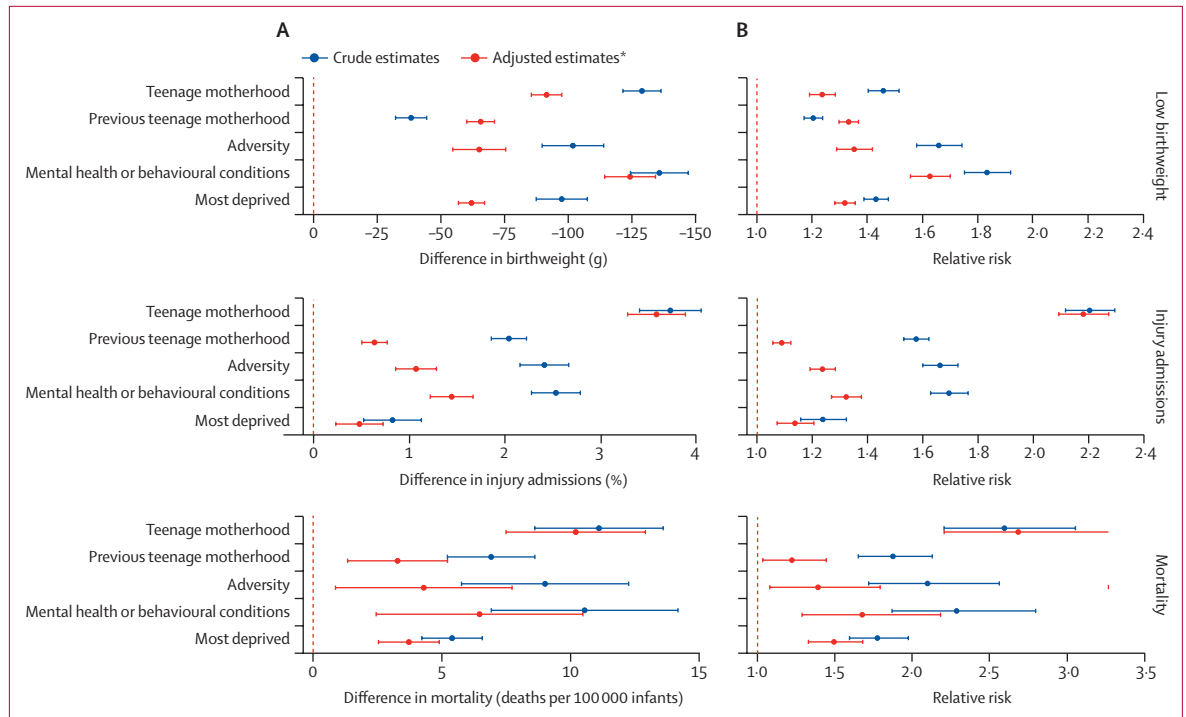 A
B
Crude estimates
Adjusted estimates*
Teenage motherhood
Previous teenage motherhood
Adversity
Mental health or behavioural conditions
Most deprived
0
–25
–50
–75
–100
–125
–150
Difference in birthweight (g)
1·0
1·2
1·4
1·6
1·8
2·0
2·2
2·4
Relative risk
Low birthweight
Teenage motherhood
Previous teenage motherhood
Adversity
Mental health or behavioural conditions
Most deprived
0
1
2
3
4
Difference in injury admissions (%)
1·0
1·2
1·4
1·6
1·8
2·0
2·2
2·4
Relative risk
Injury admissions
Teenage motherhood
Previous teenage motherhood
Adversity
Mental health or behavioural conditions
Most deprived
0
5
10
15
Difference in mortality (deaths per 100 000 infants)
1·0
1·5
2·0
2·5
3·0
3·5
Relative risk
Mortality